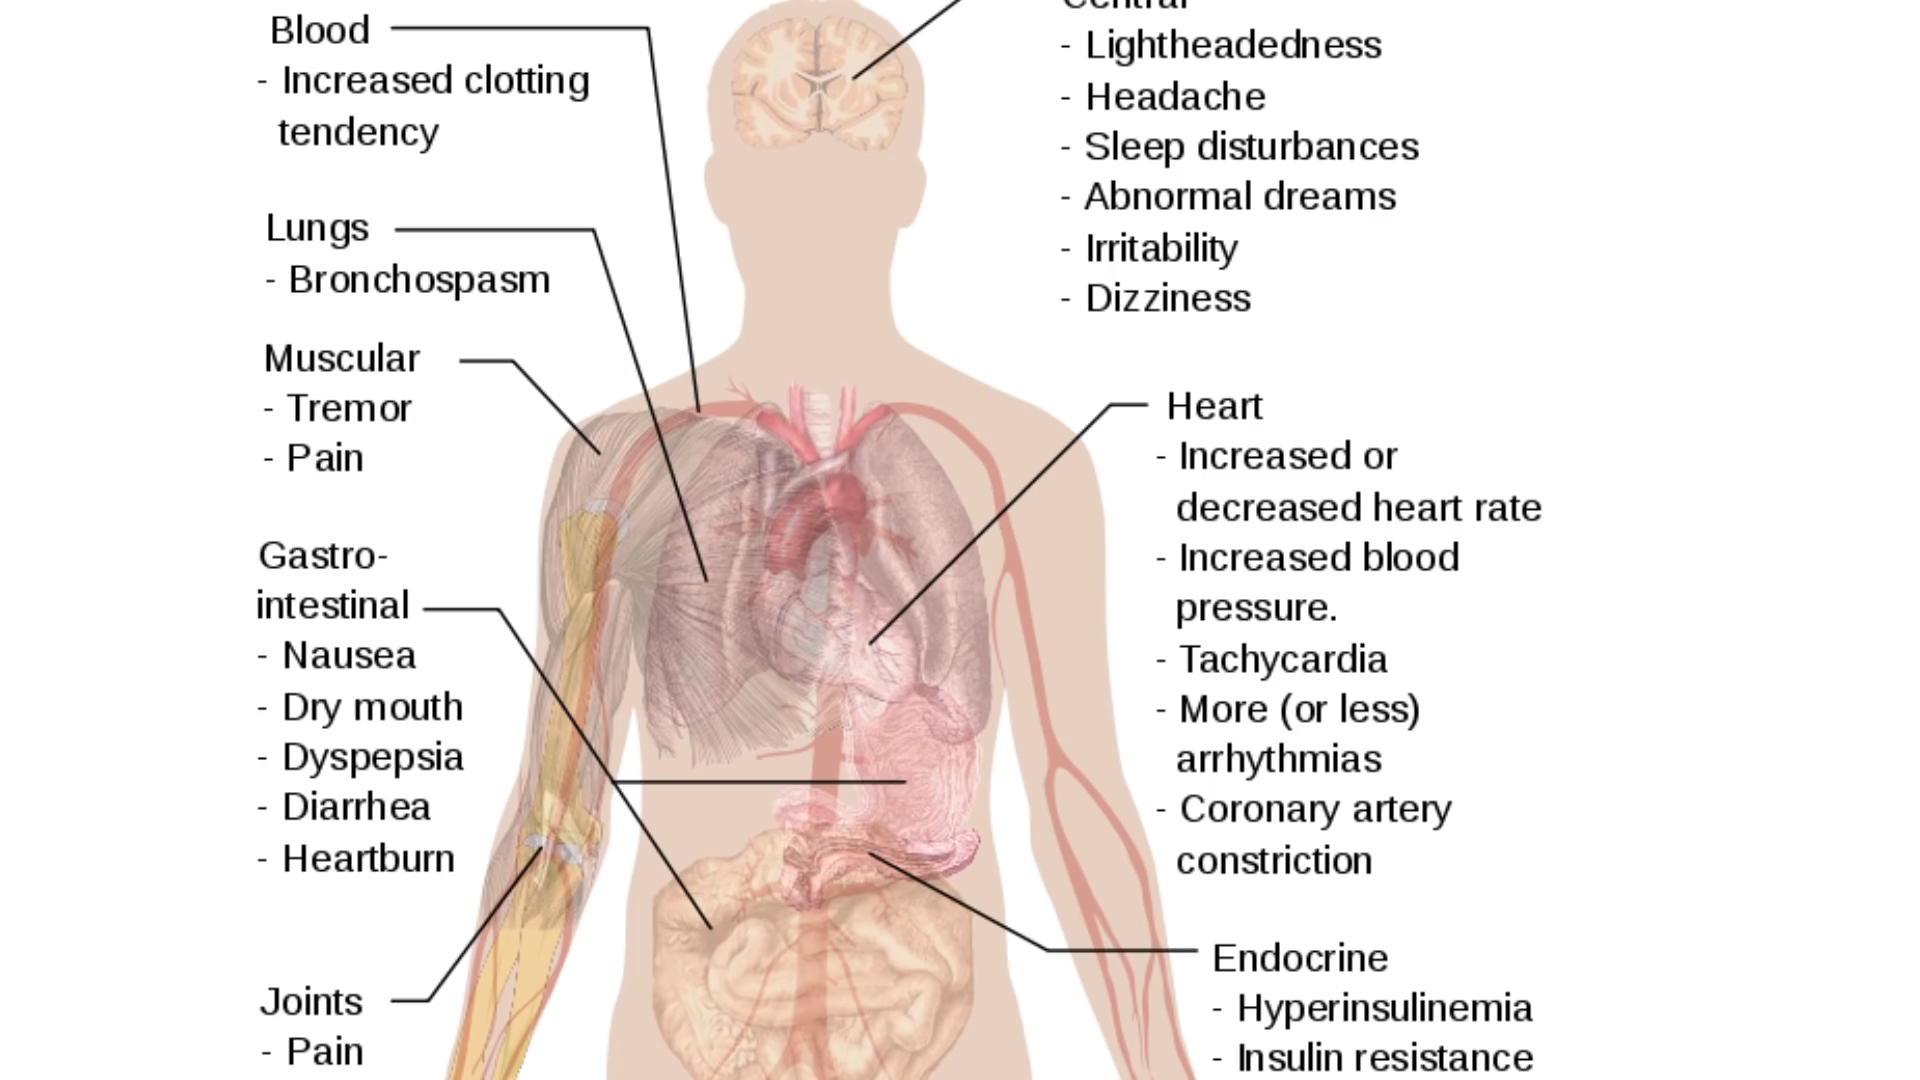 Blood
- Increased clotting
tendency
Lungs
- Bronchospasm
Muscular
- Tremor
- Pain
Gastro-
intestinal
- Nausea
- Dry mouth
- Dyspepsia
- Diarrhea
- Heartburn
Joints
- Pain
Central
- Lightheadedness
- Headache
- Sleep disturbances
- Abnormal dreams
- Irritability
- Dizziness
Heart
- Increased or
decreased heart rate
- Increased blood
pressure.
- Tachycardia
- More (or less)
arrhythmias
- Coronary artery
constriction
Endocrine
- Hyperinsulinemia
- Insulin resistance